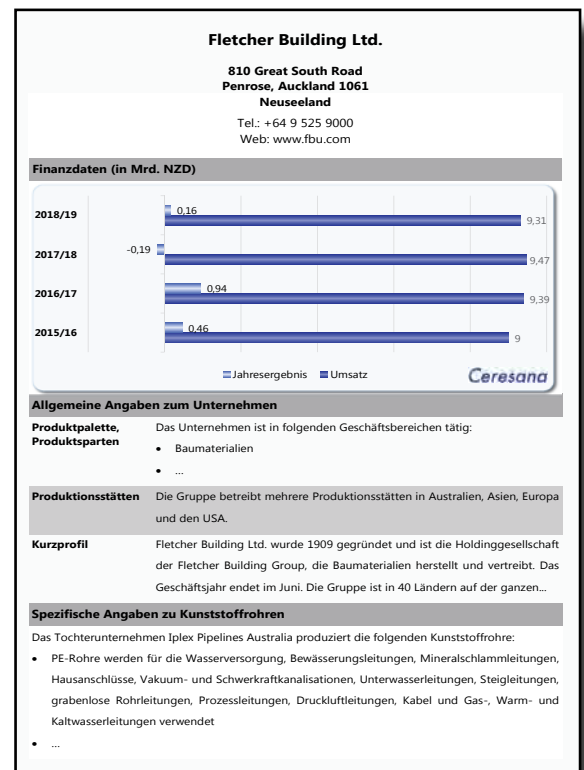 Fletcher Building Ltd.
810 Great South Road
Penrose, Auckland 1061
Neuseeland
Tel.: +64 9 525 9000
Web: www.fbu.com
Finanzdaten (in Mrd. NZD)
2018/19 0,16 9,31
2017/18 -0,19 9,47
2016/17 0,94 9,39
2015/16 0,46 9
Jahresergebnis Umsatz Ceresana
Allgemeine Angaben zum Unternehmen
Produktpalette, Das Unternehmen ist in folgenden Geschäftsbereichen tätig:
Produktsparten
• Baumaterialien
• ...
Produktionsstätten Die Gruppe betreibt mehrere Produktionsstätten in Australien, Asien, Europa
und den USA.
Kurzprofil Fletcher Building Ltd. wurde 1909 gegründet und ist die Holdinggesellschaft
der Fletcher Building Group, die Baumaterialien herstellt und vertreibt. Das
Geschäftsjahr endet im Juni. Die Gruppe ist in 40 Ländern auf der ganzen...
Spezifische Angaben zu Kunststoffrohren
Das Tochterunternehmen Iplex Pipelines Australia produziert die folgenden Kunststoffrohre:
• PE-Rohre werden für die Wasserversorgung, Bewässerungsleitungen, Mineralschlammleitungen,
Hausanschlüsse, Vakuum- und Schwerkraftkanalisationen, Unterwasserleitungen, Steigleitungen,
grabenlose Rohrleitungen, Prozessleitungen, Druckluftleitungen, Kabel und Gas-, Warm- und
Kaltwasserleitungen verwendet
• ...